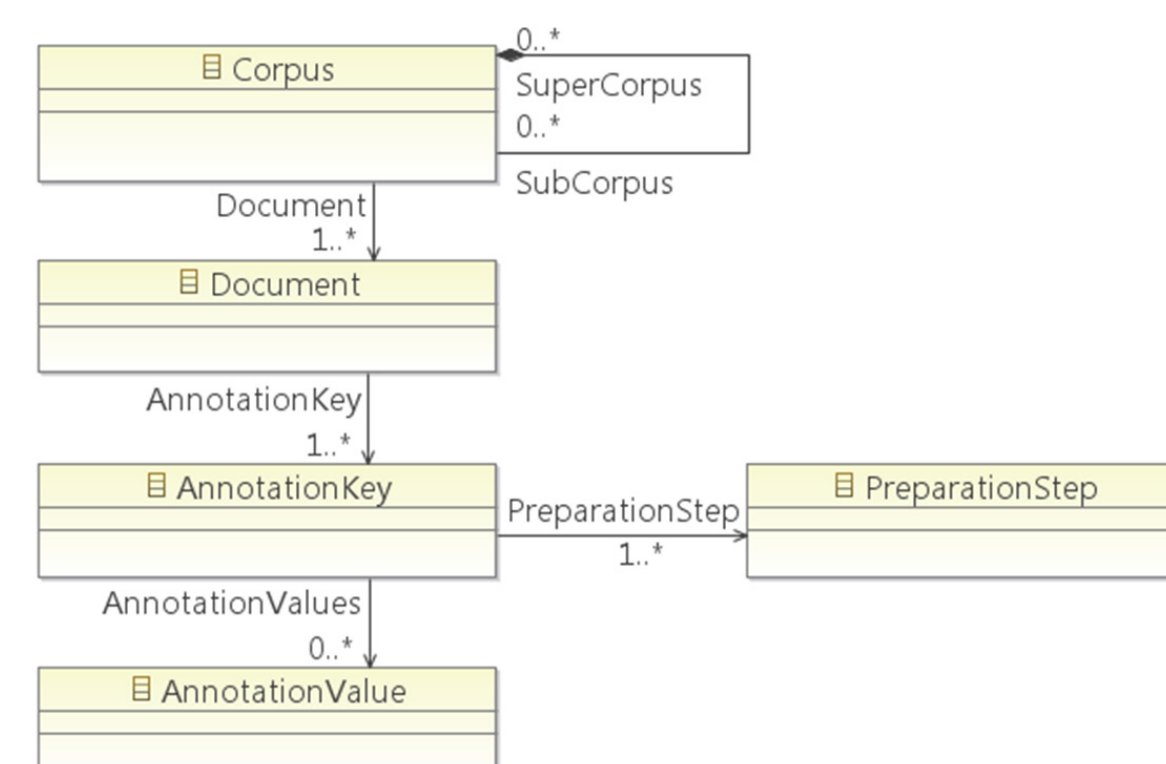 Corpus
0..*
SuperCorpus
0..*
SubCorpus
Document
1..*
Document
AnnotationKey
1..*
AnnotationKey
PreparationStep
1..*
PreparationStep
AnnotationValues
0..*
AnnotationValue